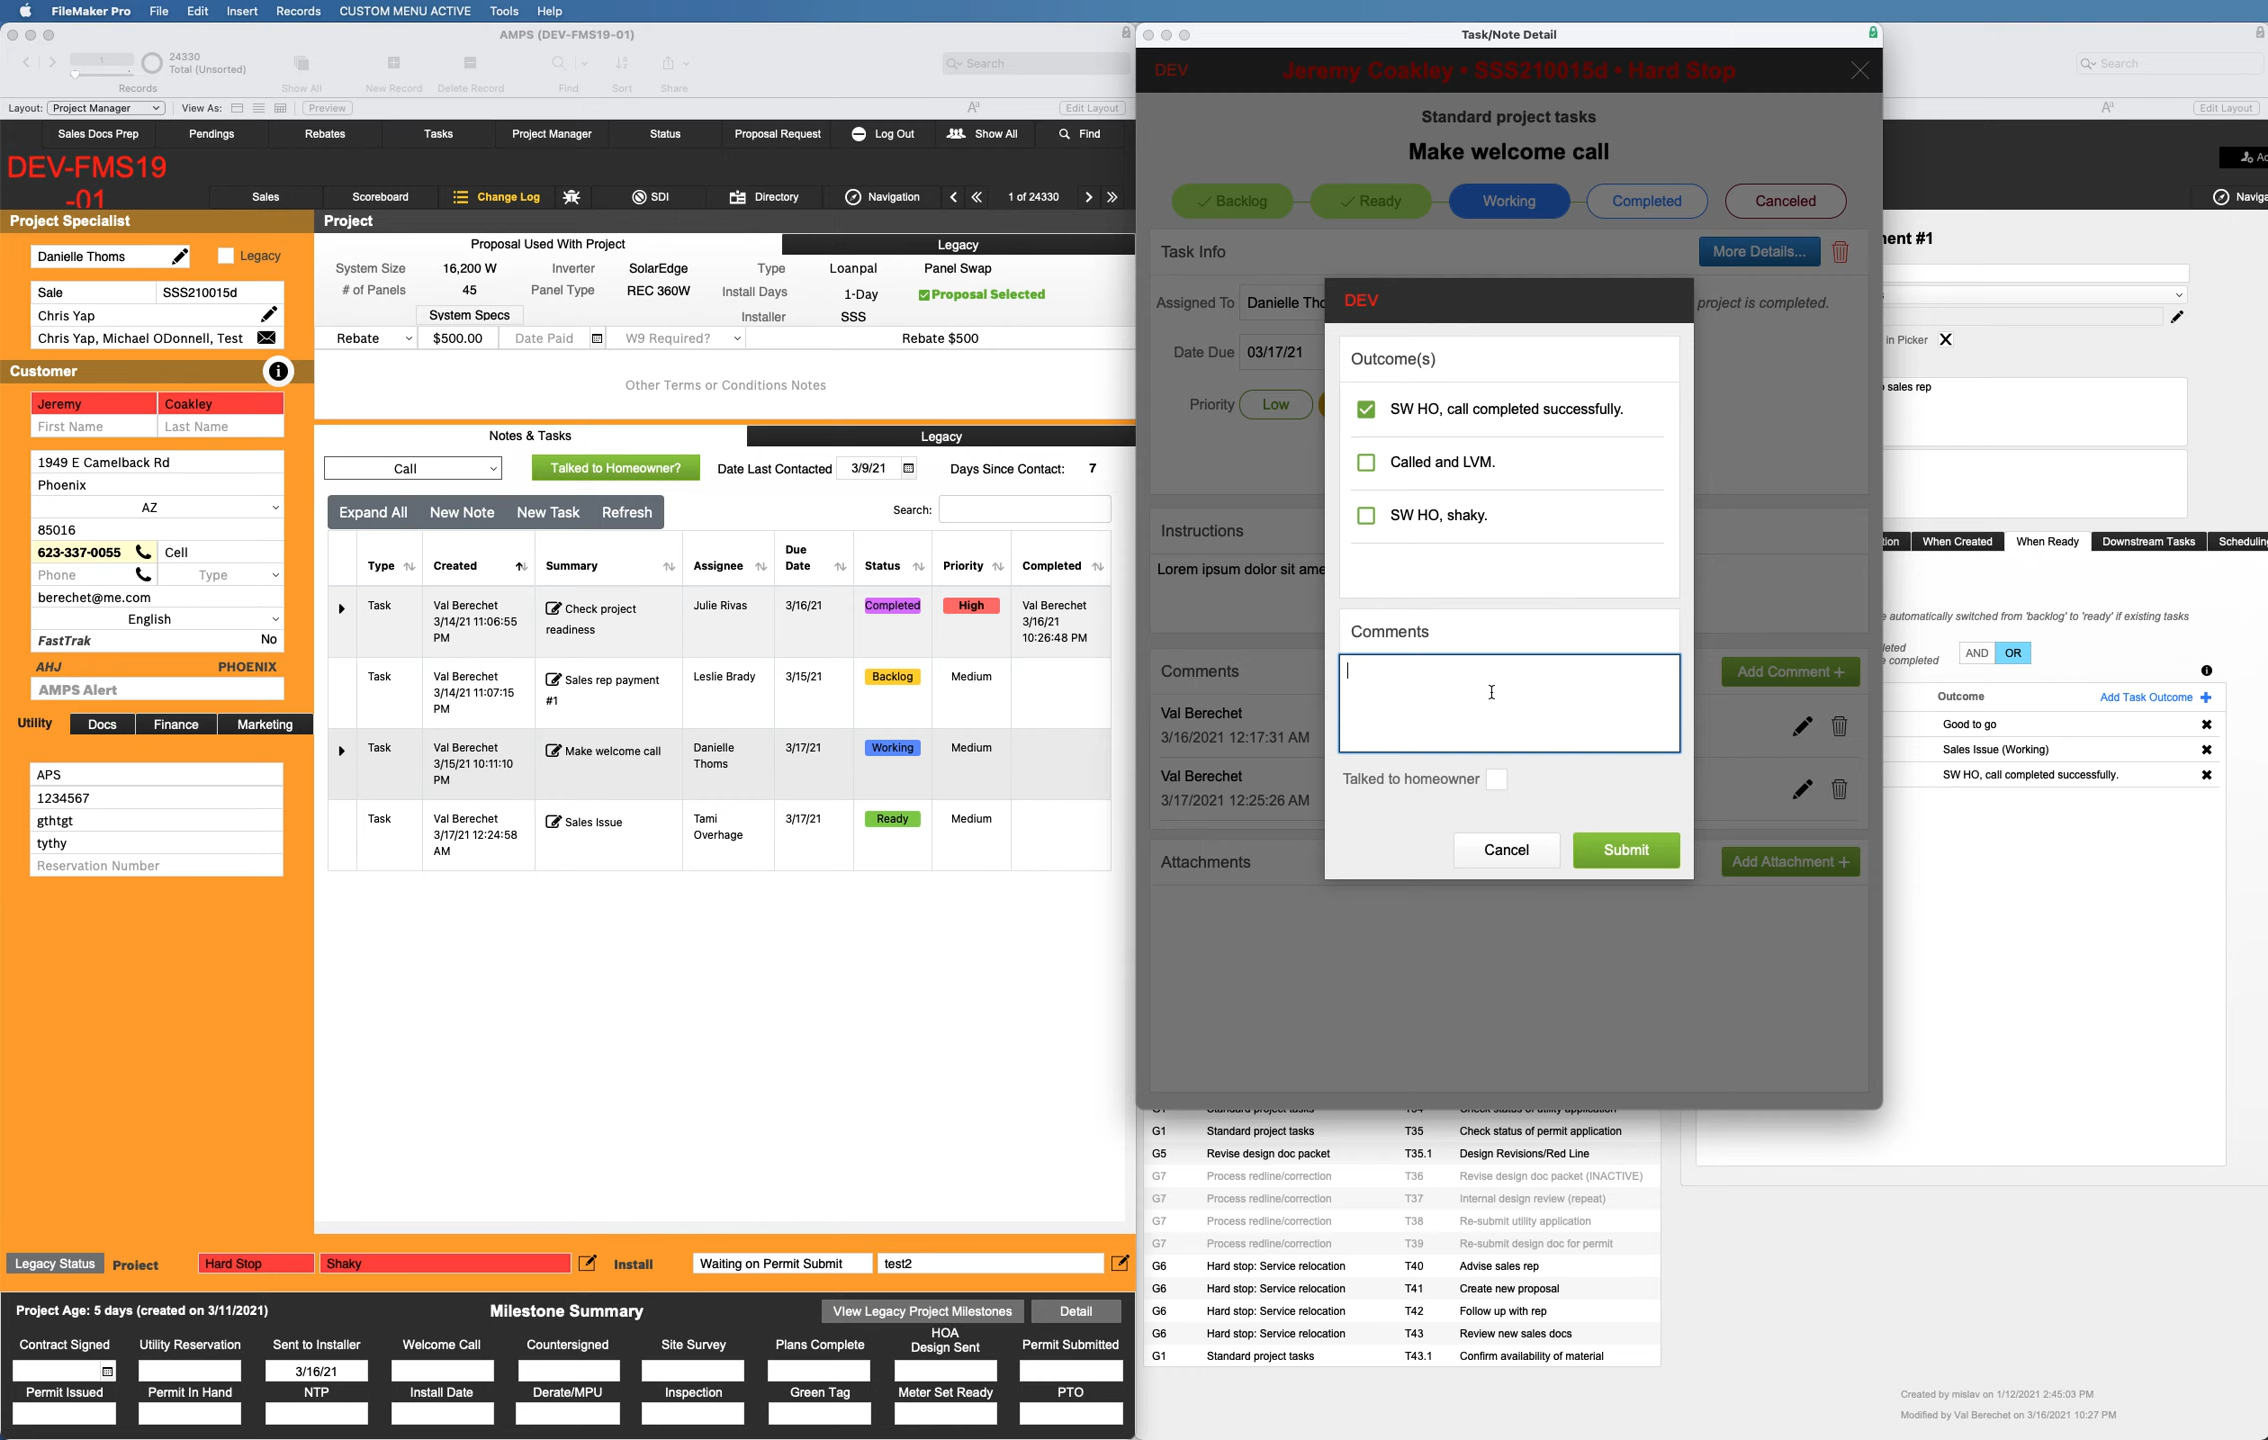 FileMaker Pro File Edit Insert Records CUSTOM MENU ACTIVE Tools Help
AMPS (DEV-FMS19-01)
1
24330
Total (Unsorted)
Records
Show All
New Record
Delete Record
Find
Sort
Share
Search
Layout: Project Manager View As: Preview
Edit Layout
Sales Docs Prep Pendings Rebates Tasks Project Manager Status Proposal Request Log Out Show All Find
DEV-FMS19
-01
Sales Scoreboard Change Log SDI Directory Navigation 1 of 24330
Project Specialist
Danielle Thoms
Legacy
Sale SSS210015d
Chris Yap
Chris Yap, Michael ODonnell, Test
Customer
Jeremy Coakley
First Name Last Name
1949 E Camelback Rd
Phoenix
AZ
85016
623-337-0055 Cell
Phone Type
berechet@me.com
English
FastTrak No
AHJ PHOENIX
AMPS Alert
Utility Docs Finance Marketing
APS
1234567
gthtgt
tythy
Reservation Number
Project
Proposal Used With Project Legacy
System Size 16,200 W Inverter SolarEdge Type Loanpal Panel Swap
# of Panels 45 Panel Type REC 360W Install Days 1-Day Proposal Selected
System Specs Installer SSS
Rebate $500.00 Date Paid W9 Required? Rebate $500
Other Terms or Conditions Notes
Notes & Tasks Legacy
Call Talked to Homeowner? Date Last Contacted 3/9/21 Days Since Contact: 7
Expand All New Note New Task Refresh Search:
Type Created Summary Assignee Due Date Status Priority Completed
Task Val Berechet 3/14/21 11:06:55 PM Check project readiness Julie Rivas 3/16/21 Completed High Val Berechet 3/16/21 10:26:48 PM
Task Val Berechet 3/14/21 11:07:15 PM Sales rep payment #1 Leslie Brady 3/15/21 Backlog Medium
Task Val Berechet 3/15/21 10:11:10 PM Make welcome call Danielle Thoms 3/17/21 Working Medium
Task Val Berechet 3/17/21 12:24:58 AM Sales Issue Tami Overhage 3/17/21 Ready Medium
Legacy Status Project Hard Stop Shaky Install Waiting on Permit Submit test2
Project Age: 5 days (created on 3/11/2021) Milestone Summary VIew Legacy Project Milestones Detail
Contract Signed Utility Reservation Sent to Installer Welcome Call Countersigned Site Survey Plans Complete HOA Design Sent Permit Submitted
3/16/21
Permit Issued Permit In Hand NTP Install Date Derate/MPU Inspection Green Tag Meter Set Ready PTO
Task/Note Detail
DEV Jeremy Coakley • SSS210015d • Hard Stop
Standard project tasks
Make welcome call
Backlog Ready Working Completed Canceled
Task Info More Details...
Assigned To Danielle Tho project is completed.
Date Due 03/17/21
Priority Low
Instructions
Lorem ipsum dolor sit ame
Comments Add Comment +
Val Berechet
3/16/2021 12:17:31 AM
Val Berechet
3/17/2021 12:25:26 AM
Attachments Add Attachment +
DEV
Outcome(s)
SW HO, call completed successfully.
Called and LVM.
SW HO, shaky.
Comments
Talked to homeowner
Cancel Submit
G1 Standard project tasks T35 Check status of permit application
G5 Revise design doc packet T35.1 Design Revisions/Red Line
G7 Process redline/correction T36 Revise design doc packet (INACTIVE)
G7 Process redline/correction T37 Internal design review (repeat)
G7 Process redline/correction T38 Re-submit utility application
G7 Process redline/correction T39 Re-submit design doc for permit
G6 Hard stop: Service relocation T40 Advise sales rep
G6 Hard stop: Service relocation T41 Create new proposal
G6 Hard stop: Service relocation T42 Follow up with rep
G6 Hard stop: Service relocation T43 Review new sales docs
G1 Standard project tasks T43.1 Confirm availability of material
Search
Edit Layout
Naviga
ent #1
in Picker X
sales rep
tion When Created When Ready Downstream Tasks Scheduling
automatically switched from 'backlog' to 'ready' if existing tasks
completed
AND OR
Outcome Add Task Outcome +
Good to go
Sales Issue (Working)
SW HO, call completed successfully.
Created by mislav on 1/12/2021 2:45:03 PM
Modified by Val Berechet on 3/16/2021 10:27 PM